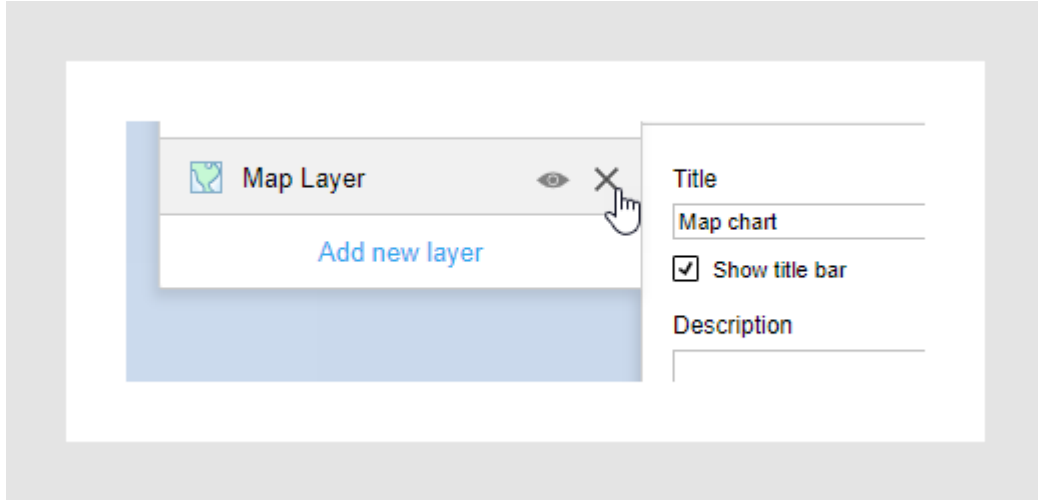 Map Layer
Add new layer
Title
Map chart
Show title bar
Description